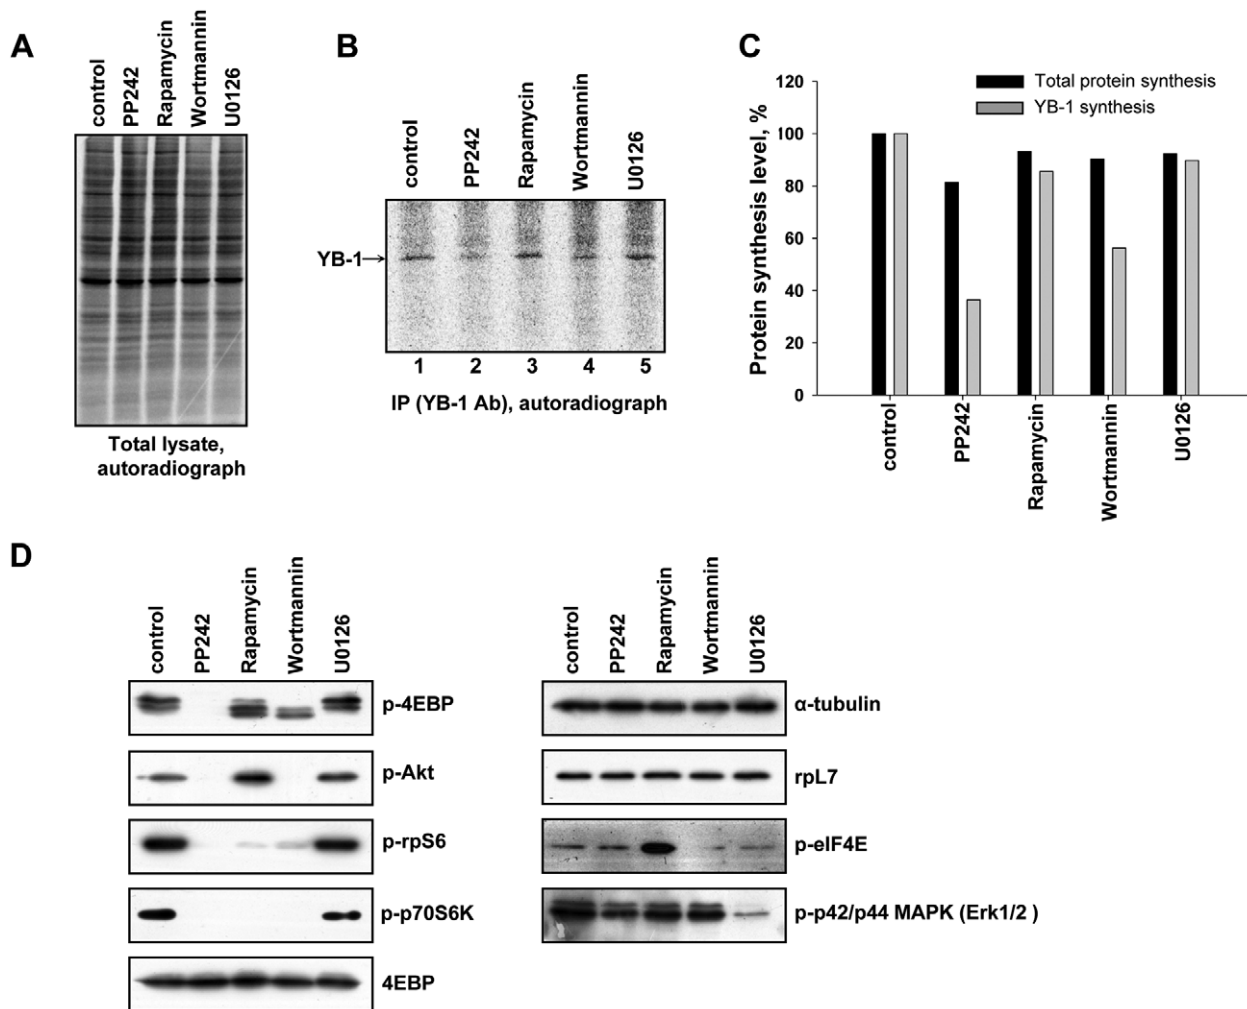 A
control
PP242
Rapamycin
Wortmannin
U0126
Total lysate,
autoradiograph
B
control
PP242
Rapamycin
Wortmannin
U0126
YB-1
1 2 3 4 5
IP (YB-1 Ab), autoradiograph
C
Protein synthesis level, %
120
100
80
60
40
20
0
Total protein synthesis
YB-1 synthesis
control
PP242
Rapamycin
Wortmannin
U0126
D
control
PP242
Rapamycin
Wortmannin
U0126
p-4EBP
p-Akt
p-rpS6
p-p70S6K
4EBP
control
PP242
Rapamycin
Wortmannin
U0126
α-tubulin
rpL7
p-eIF4E
p-p42/p44 MAPK (Erk1/2 )